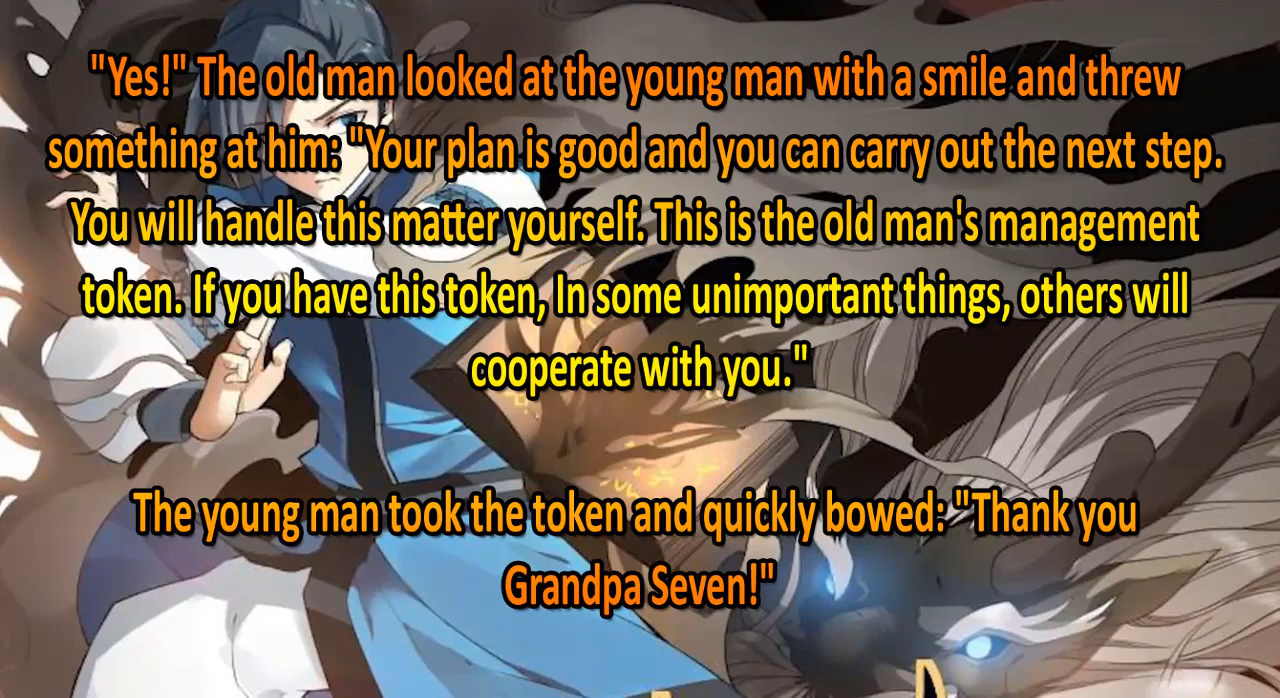 "Yes!" The old man looked at the young man with a smile and threw
something at him: "Your plan is good and you can carry out the next step.
You will handle this matter yourself. This is the old man's management
token. If you have this token, In some unimportant things, others will
cooperate with you."
The young man took the token and quickly bowed: "Thank you
Grandpa Seven!"